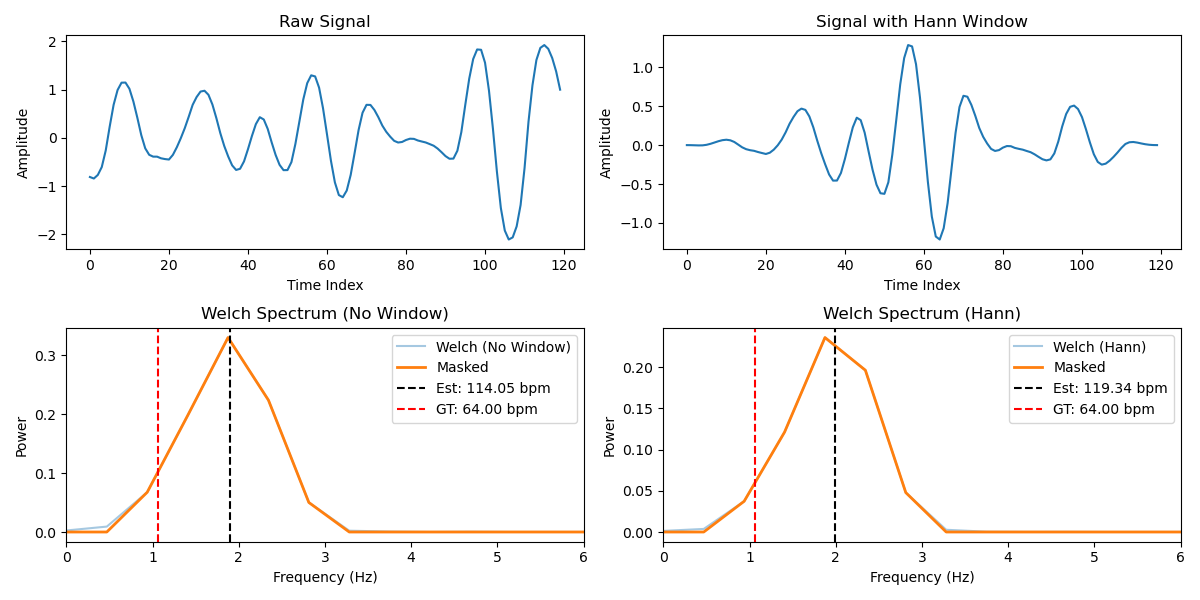 Raw Signal
Amplitude
2
1
0
−1
−2
0 20 40 60 80 100 120
Time Index
Signal with Hann Window
Amplitude
1.0
0.5
0.0
−0.5
−1.0
0 20 40 60 80 100 120
Time Index
Welch Spectrum (No Window)
Power
0.3
0.2
0.1
0.0
Welch (No Window)
Masked
Est: 114.05 bpm
GT: 64.00 bpm
0 1 2 3 4 5 6
Frequency (Hz)
Welch Spectrum (Hann)
Power
0.20
0.15
0.10
0.05
0.00
Welch (Hann)
Masked
Est: 119.34 bpm
GT: 64.00 bpm
0 1 2 3 4 5 6
Frequency (Hz)